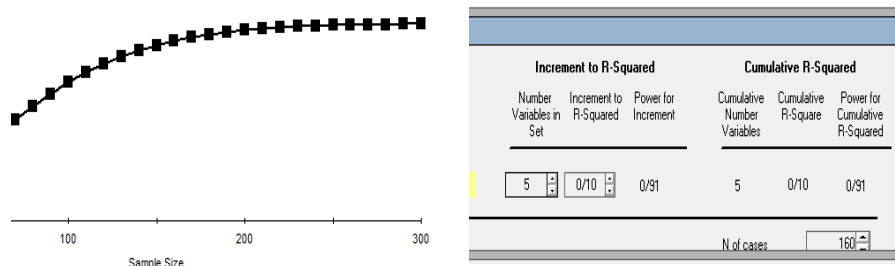 100 200 300
Sample Size
Increment to R-Squared Cumulative R-Squared
Number Increment to Power for Cumulative Cumulative Power for
Variables in R-Squared Increment Number R-Square Cumulative
Set Variables R-Squared
5 0/10 0/91 5 0/10 0/91
N of cases 160